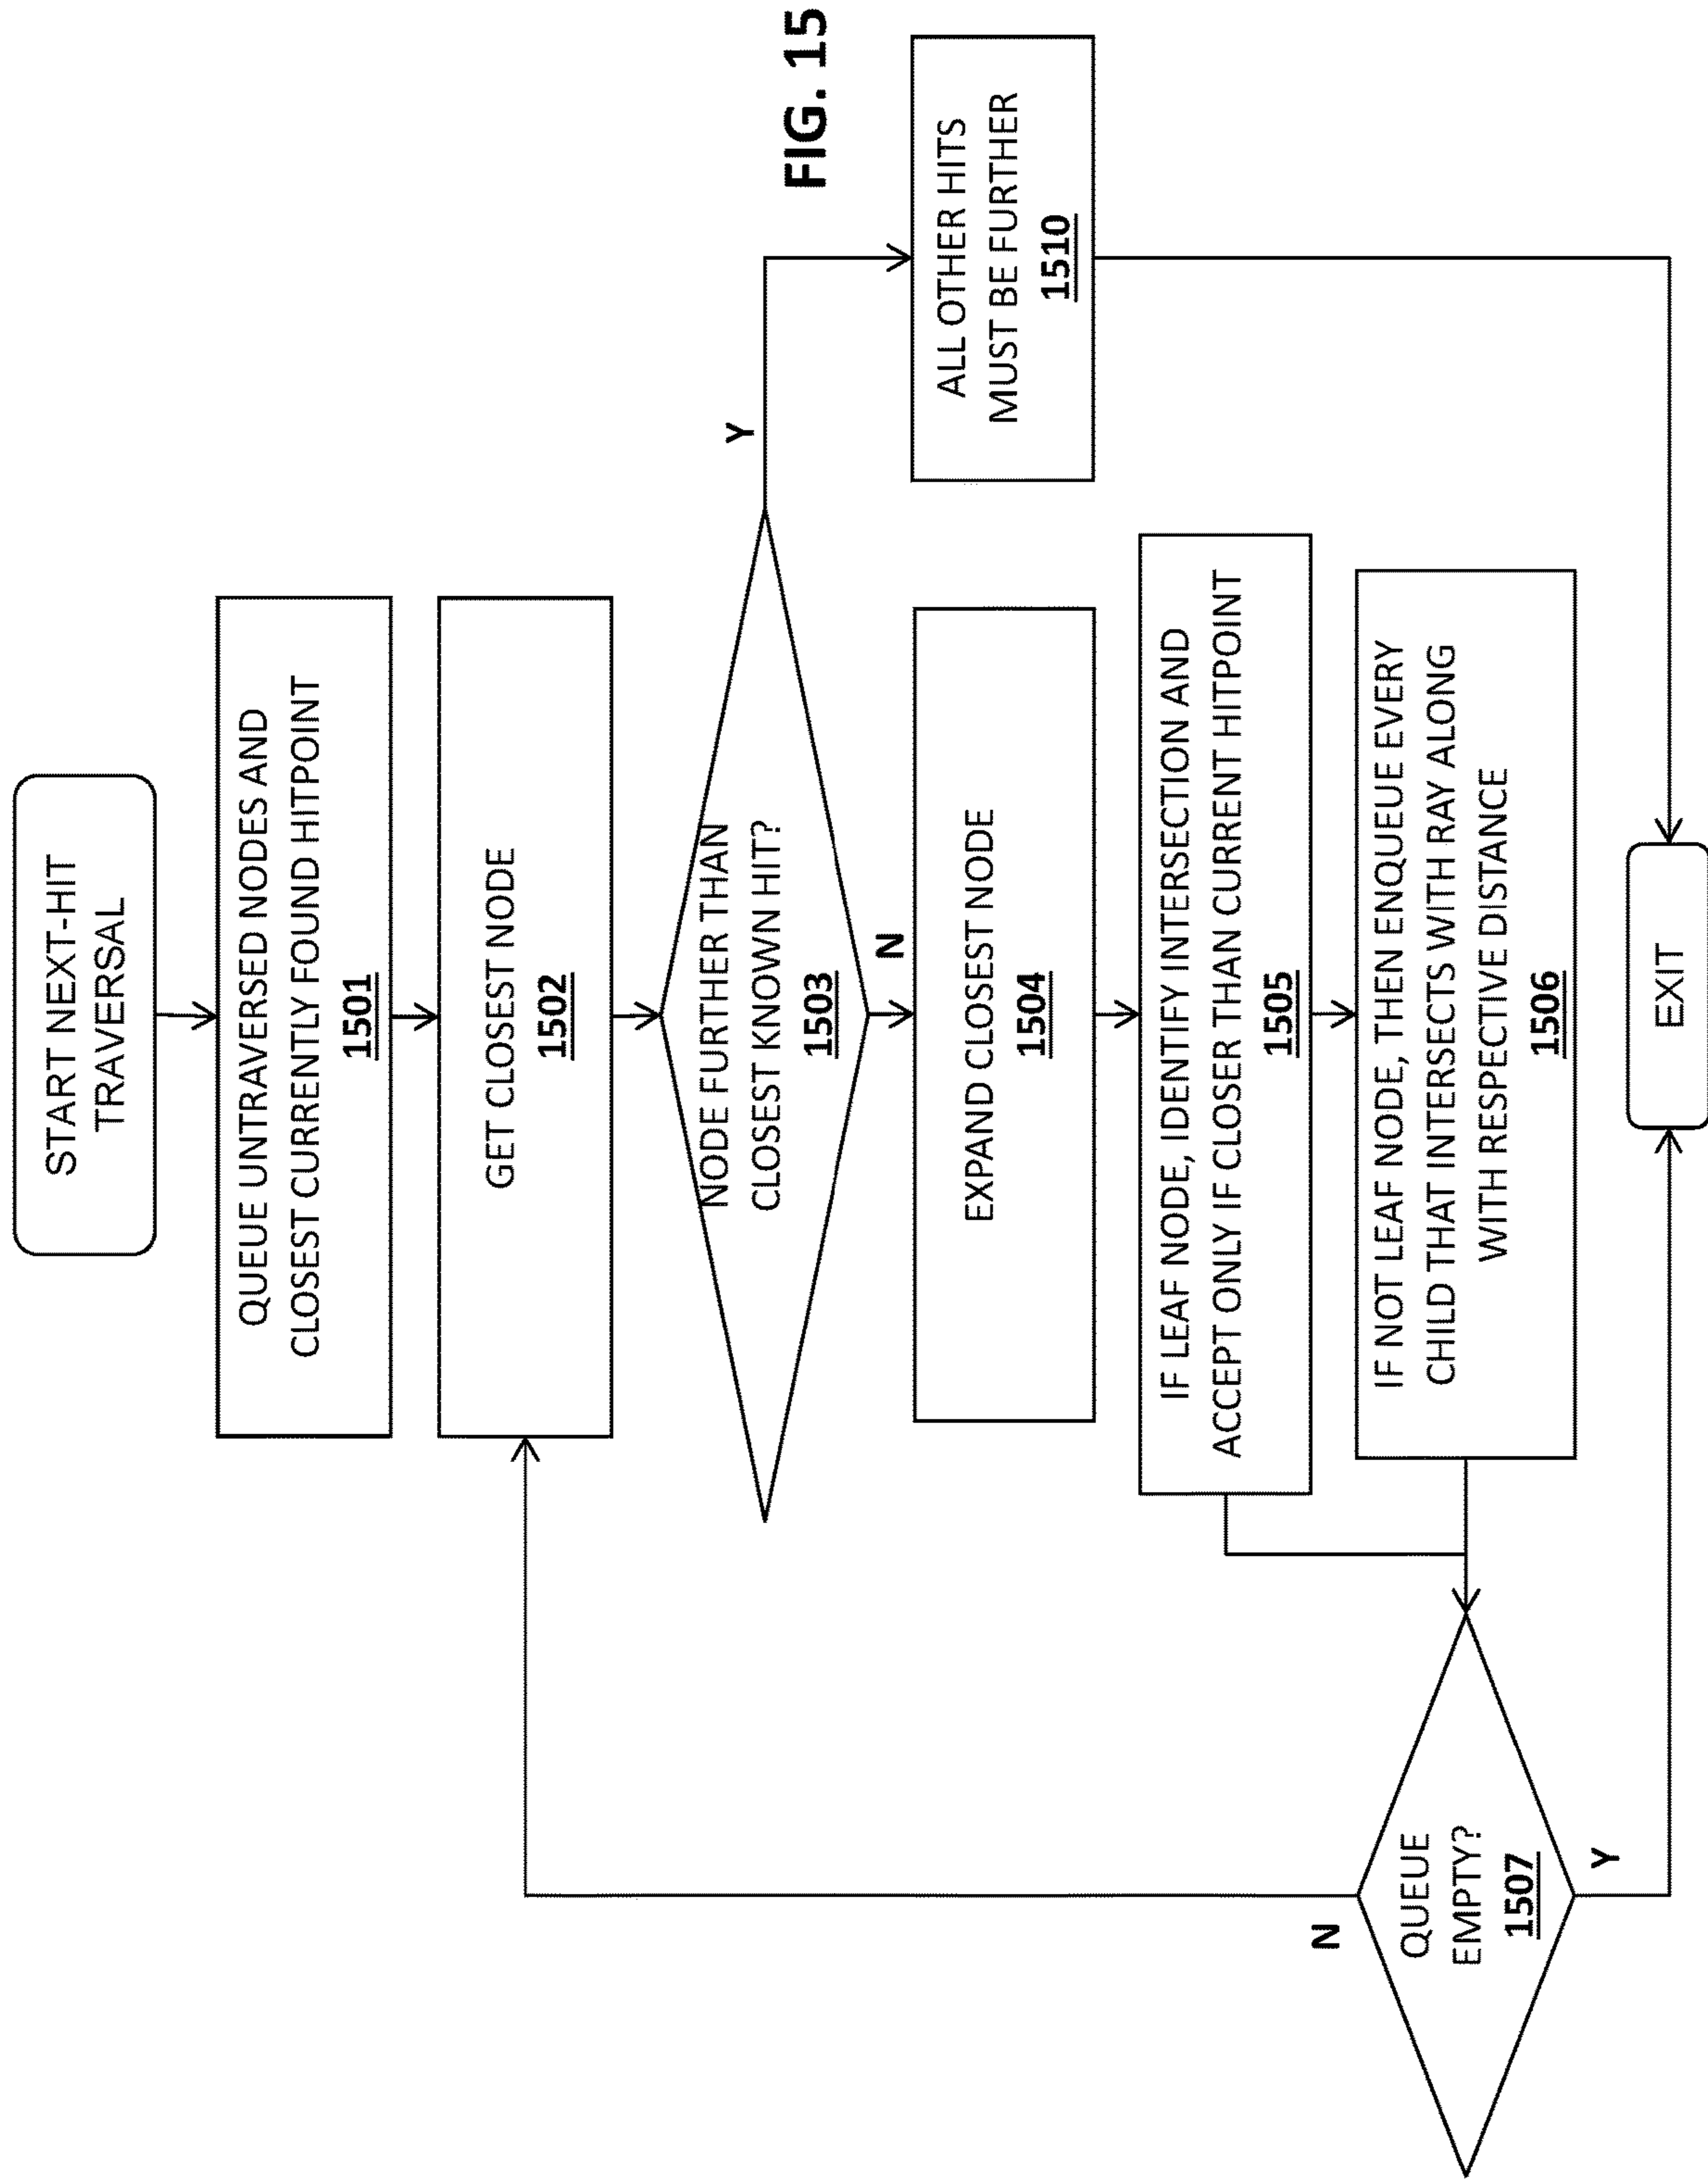 START NEXT-HIT
TRAVERSAL
QUEUE UNTRAVERSED NODES AND
CLOSEST CURRENTLY FOUND HITPOINT
1501
GET CLOSEST NODE
1502
NODE FURTHER THAN
CLOSEST KNOWN HIT?
1503
Y
N
ALL OTHER HITS
MUST BE FURTHER
1510
EXPAND CLOSEST NODE
1504
IF LEAF NODE, IDENTIFY INTERSECTION AND
ACCEPT ONLY IF CLOSER THAN CURRENT HITPOINT
1505
IF NOT LEAF NODE, THEN ENQUEUE EVERY
CHILD THAT INTERSECTS WITH RAY ALONG
WITH RESPECTIVE DISTANCE
1506
N
QUEUE
EMPTY?
1507
Y
EXIT
FIG. 15